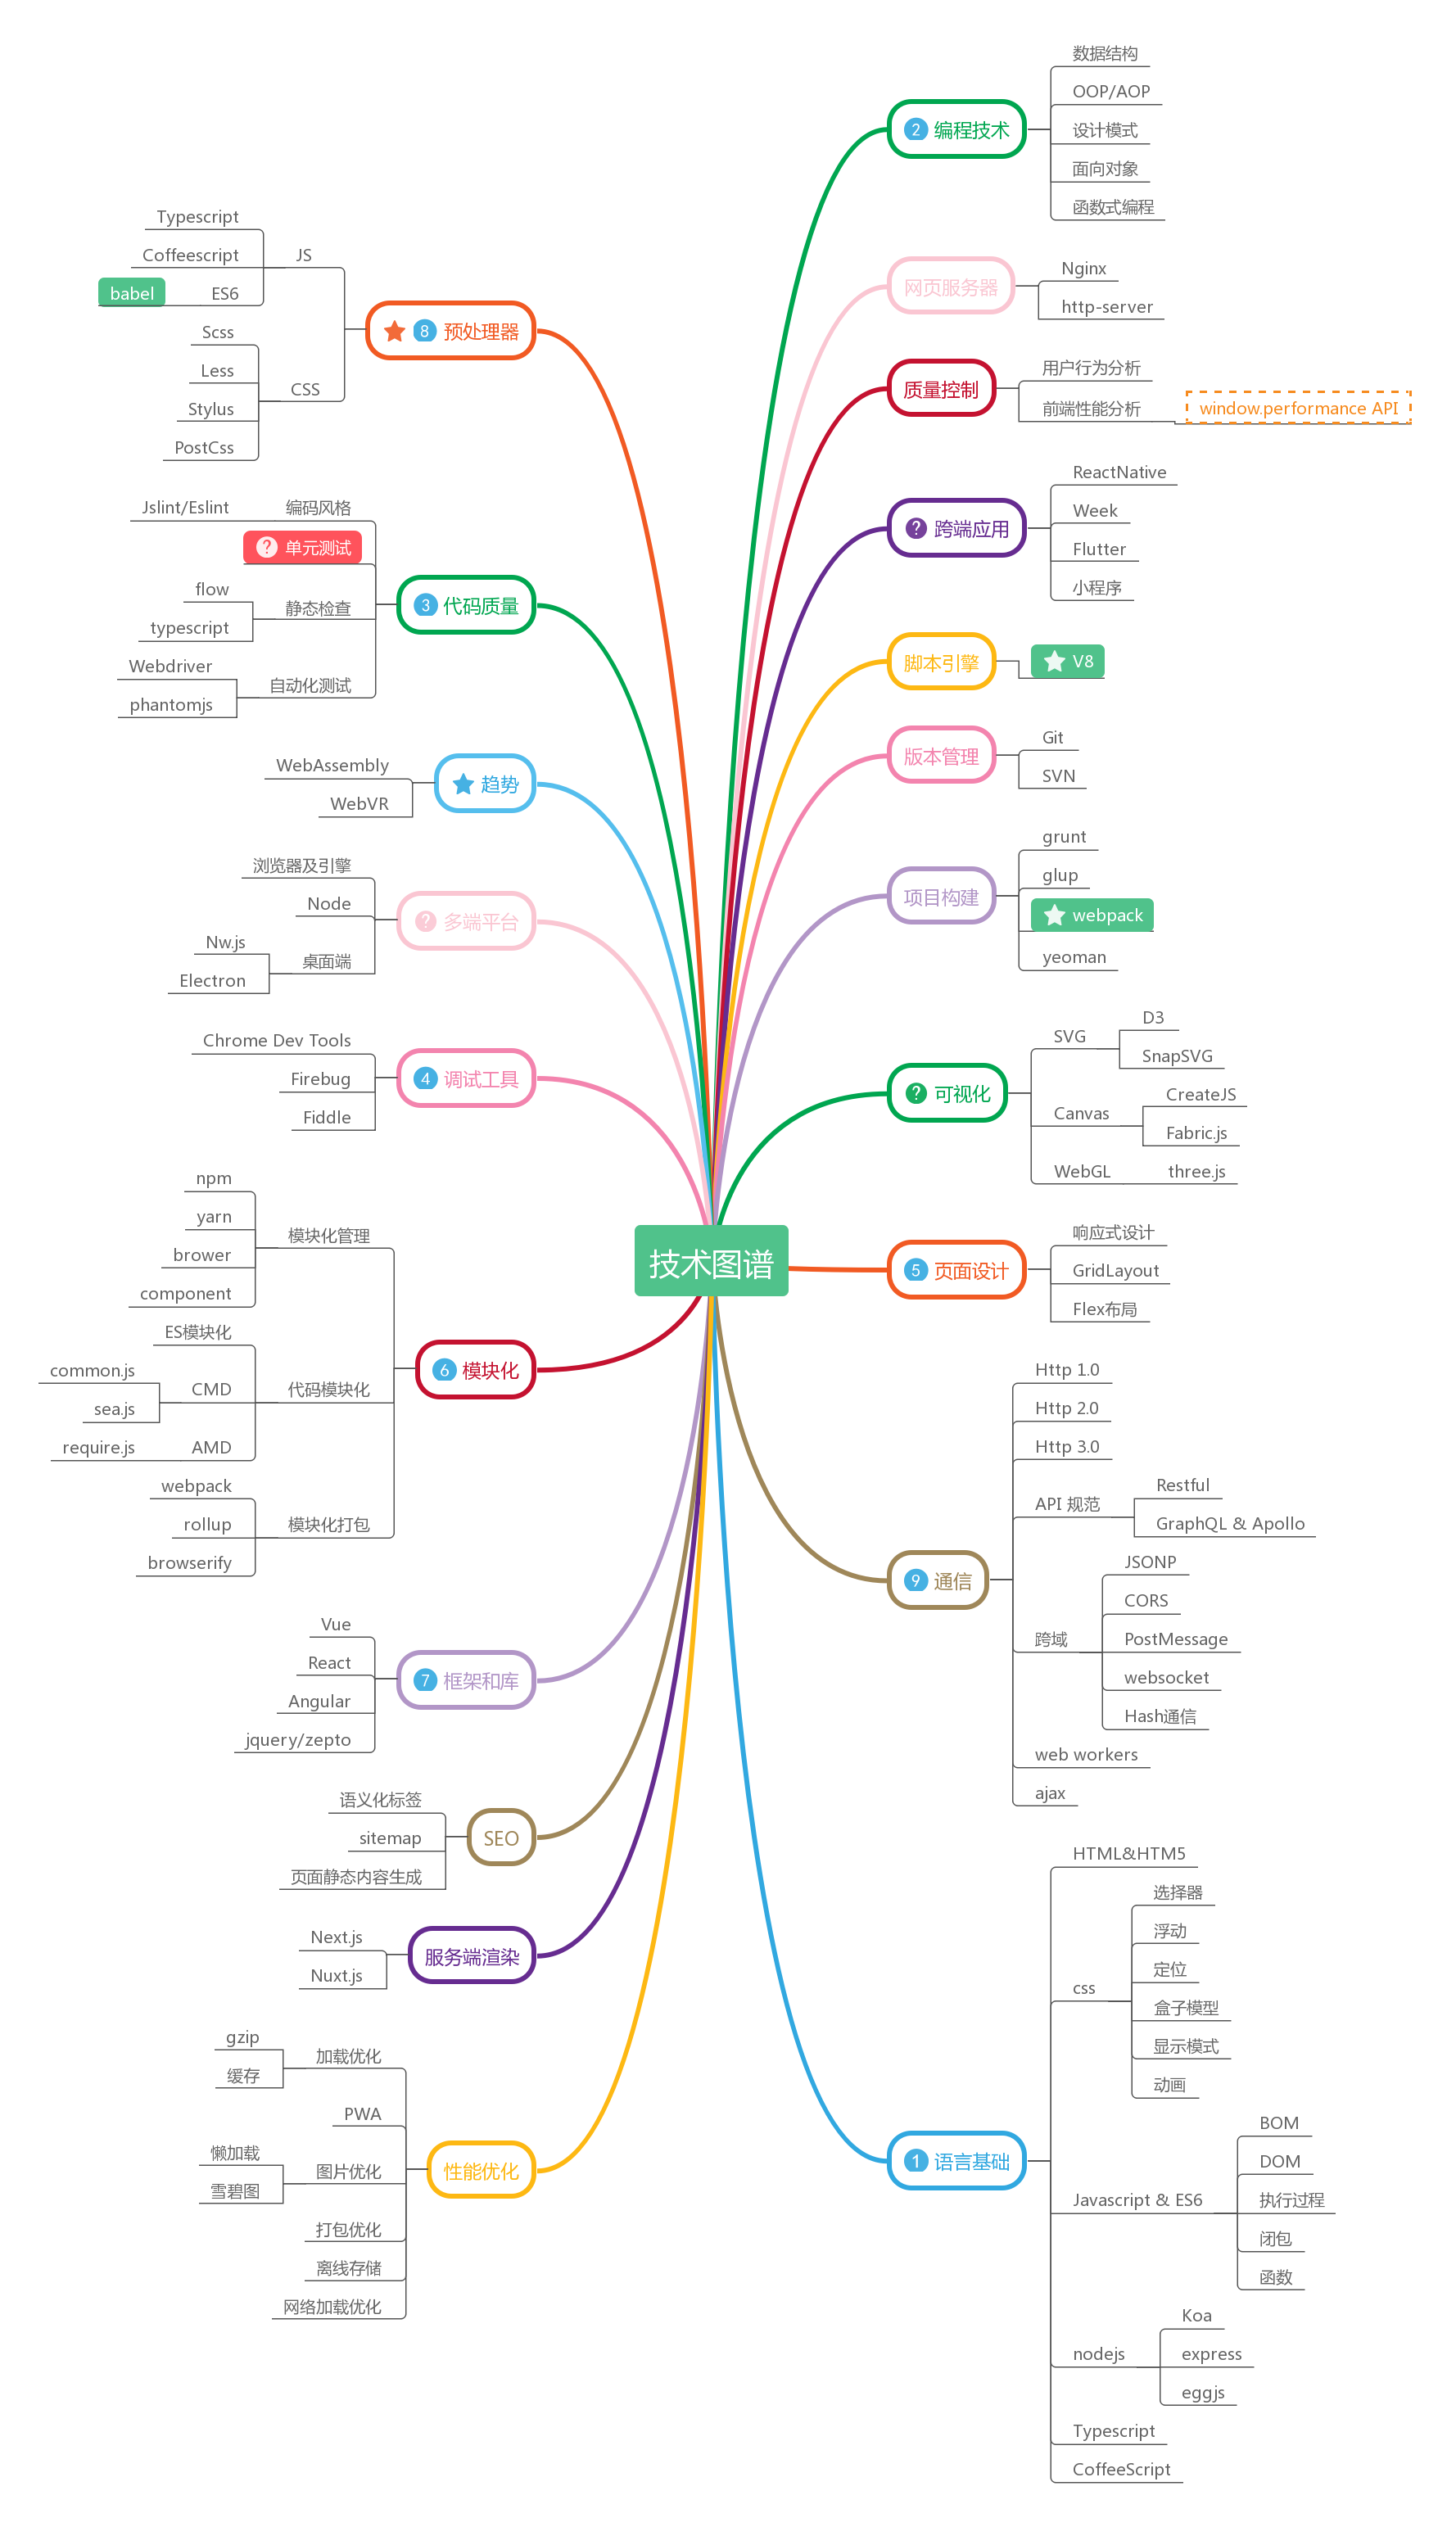 技术图谱
2 编程技术
数据结构
OOP/AOP
设计模式
面向对象
函数式编程
网页服务器
Nginx
http-server
质量控制
用户行为分析
前端性能分析
window.performance API
? 跨端应用
ReactNative
Week
Flutter
小程序
脚本引擎
V8
版本管理
Git
SVN
项目构建
grunt
glup
webpack
yeoman
? 可视化
SVG
D3
SnapSVG
Canvas
CreateJS
Fabric.js
WebGL
three.js
5 页面设计
响应式设计
GridLayout
Flex布局
9 通信
Http 1.0
Http 2.0
Http 3.0
API 规范
Restful
GraphQL & Apollo
跨域
JSONP
CORS
PostMessage
websocket
Hash通信
web workers
ajax
1 语言基础
HTML&HTM5
css
选择器
浮动
定位
盒子模型
显示模式
动画
Javascript & ES6
BOM
DOM
执行过程
闭包
函数
nodejs
Koa
express
eggjs
Typescript
CoffeeScript
8 预处理器
JS
Typescript
Coffeescript
ES6
babel
CSS
Scss
Less
Stylus
PostCss
3 代码质量
编码风格
Jslint/Eslint
? 单元测试
静态检查
flow
typescript
自动化测试
Webdriver
phantomjs
趋势
WebAssembly
WebVR
? 多端平台
浏览器及引擎
Node
桌面端
Nw.js
Electron
4 调试工具
Chrome Dev Tools
Firebug
Fiddle
6 模块化
模块化管理
npm
yarn
brower
component
代码模块化
ES模块化
CMD
common.js
sea.js
AMD
require.js
模块化打包
webpack
rollup
browserify
7 框架和库
Vue
React
Angular
jquery/zepto
SEO
语义化标签
sitemap
页面静态内容生成
服务端渲染
Next.js
Nuxt.js
性能优化
加载优化
gzip
缓存
PWA
图片优化
懒加载
雪碧图
打包优化
离线存储
网络加载优化